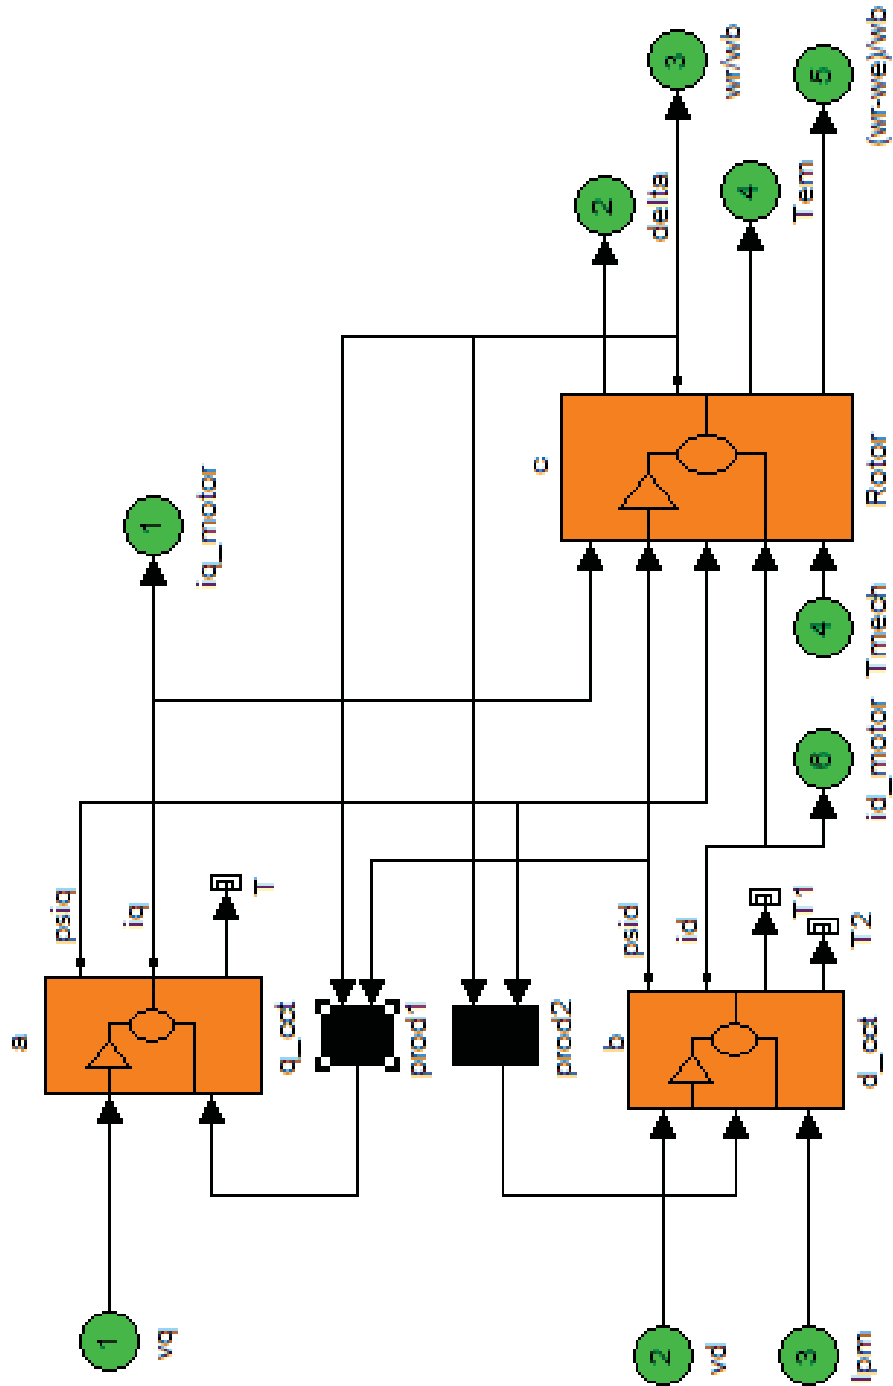 a
psiq
1
vq
iq
1
iq_motor
T
q_cct
prod1
prod2
c
2
delta
b
psid
2
vd
id
3
wr/wb
4
Tem
T1
3
Ipm
T2
d_cct
6
id_motor
4
Tmech
Rotor
5
(wr-we)/wb